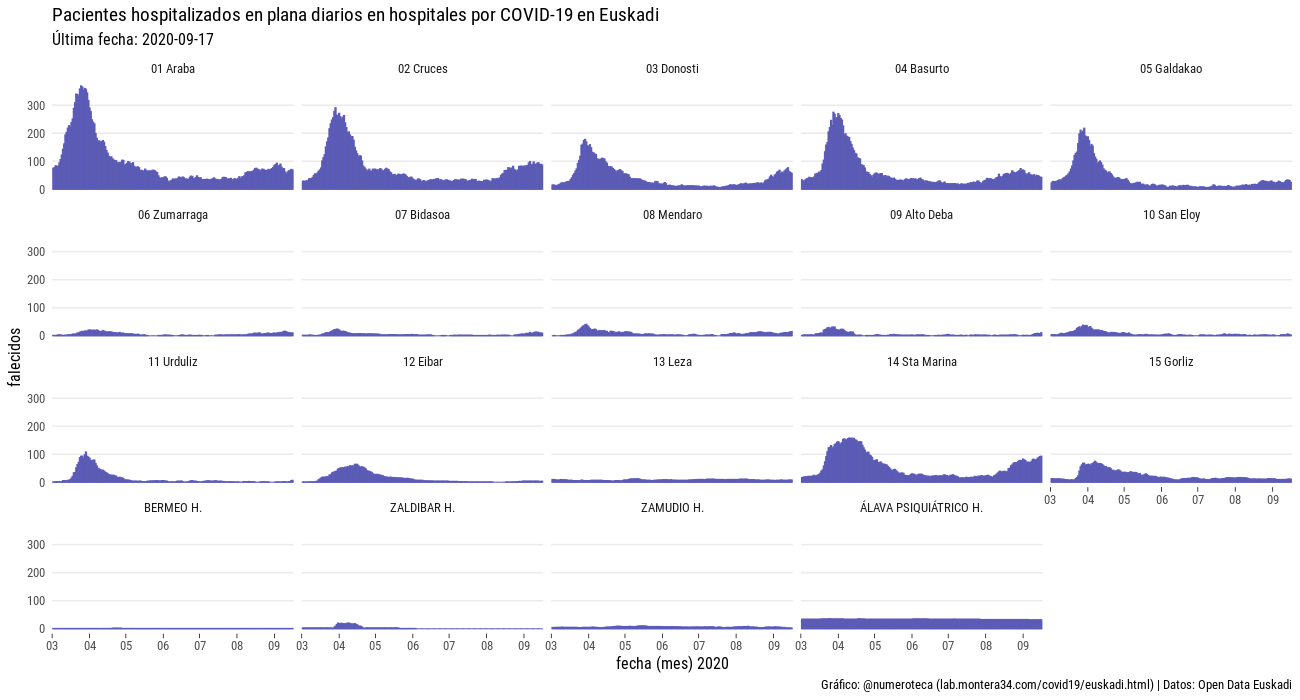 Pacientes hospitalizados en plana diarios en hospitales por COVID-19 en Euskadi
Última fecha: 2020-09-17
01 Araba 02 Cruces 03 Donosti 04 Basurto 05 Galdakao
300
200
100
0
06 Zumarraga 07 Bidasoa 08 Mendaro 09 Alto Deba 10 San Eloy
300
200
100
0
falecidos
11 Urduliz 12 Eibar 13 Leza 14 Sta Marina 15 Gorliz
300
200
100
0
03 04 05 06 07 08 09
BERMEO H. ZALDIBAR H. ZAMUDIO H. ÁLAVA PSIQUIÁTRICO H.
300
200
100
0
03 04 05 06 07 08 09 03 04 05 06 07 08 09 03 04 05 06 07 08 09 03 04 05 06 07 08 09
fecha (mes) 2020
Gráfico: @numeroteca (lab.montera34.com/covid19/euskadi.html) | Datos: Open Data Euskadi